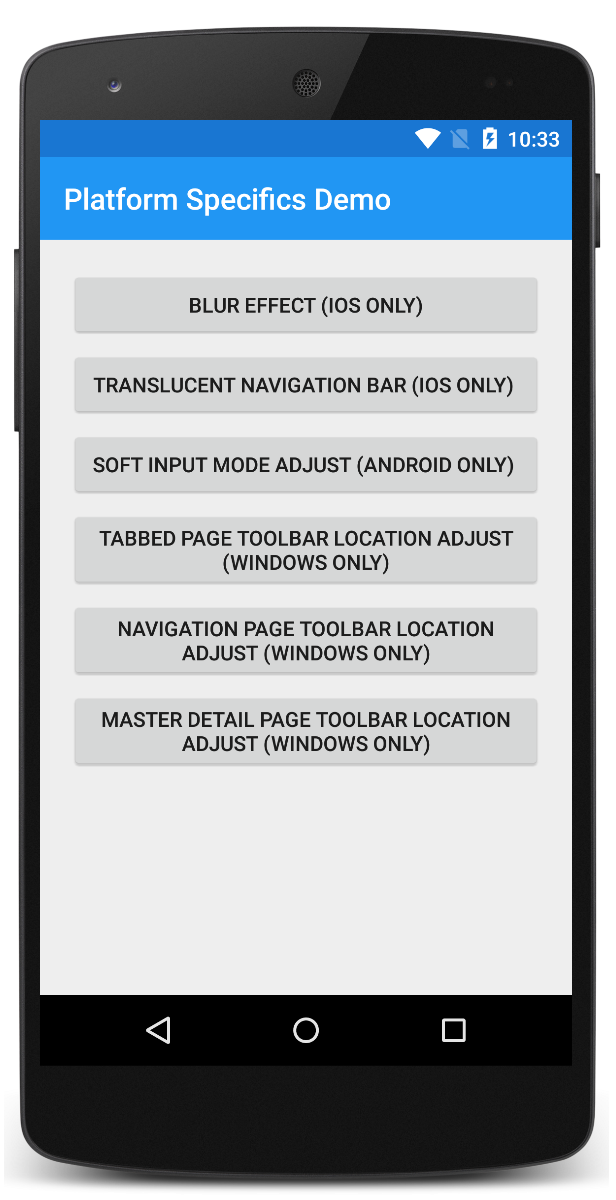 10:33
Platform Specifics Demo
BLUR EFFECT (IOS ONLY)
TRANSLUCENT NAVIGATION BAR (IOS ONLY)
SOFT INPUT MODE ADJUST (ANDROID ONLY)
TABBED PAGE TOOLBAR LOCATION ADJUST
(WINDOWS ONLY)
NAVIGATION PAGE TOOLBAR LOCATION
ADJUST (WINDOWS ONLY)
MASTER DETAIL PAGE TOOLBAR LOCATION
ADJUST (WINDOWS ONLY)